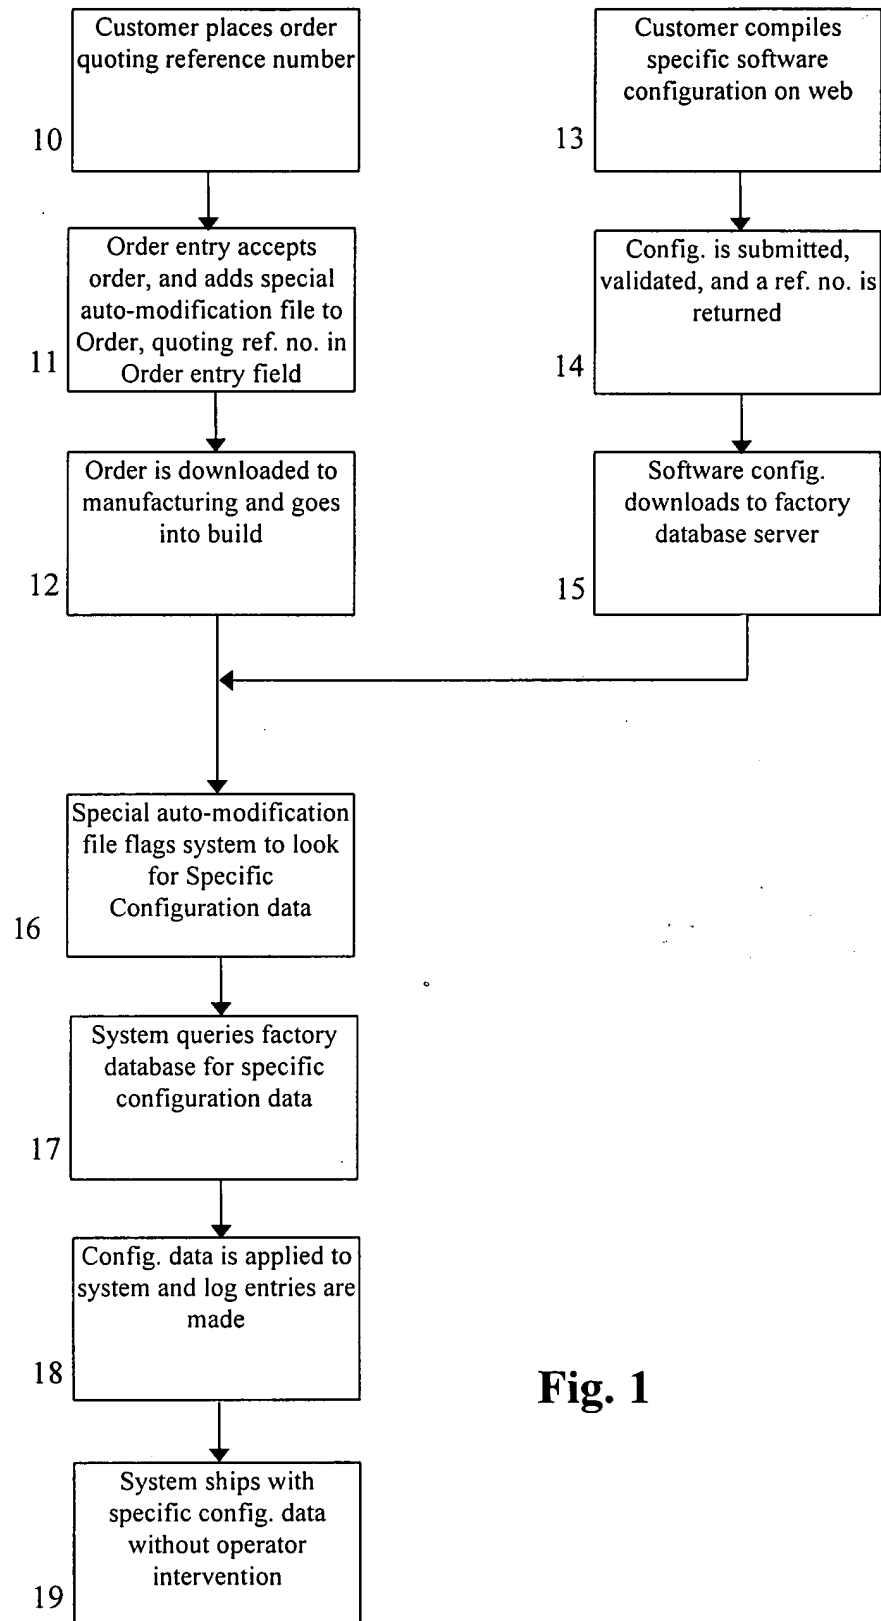 Customer places order
quoting reference number
10
Order entry accepts
order, and adds special
auto-modification file to
Order, quoting ref. no. in
Order entry field
11
Order is downloaded to
manufacturing and goes
into build
12
Customer compiles
specific software
configuration on web
13
Config. is submitted,
validated, and a ref. no. is
returned
14
Software config.
downloads to factory
database server
15
Special auto-modification
file flags system to look
for Specific
Configuration data
16
System queries factory
database for specific
configuration data
17
Config. data is applied to
system and log entries are
made
18
System ships with
specific config. data
without operator
intervention
19
Fig. 1